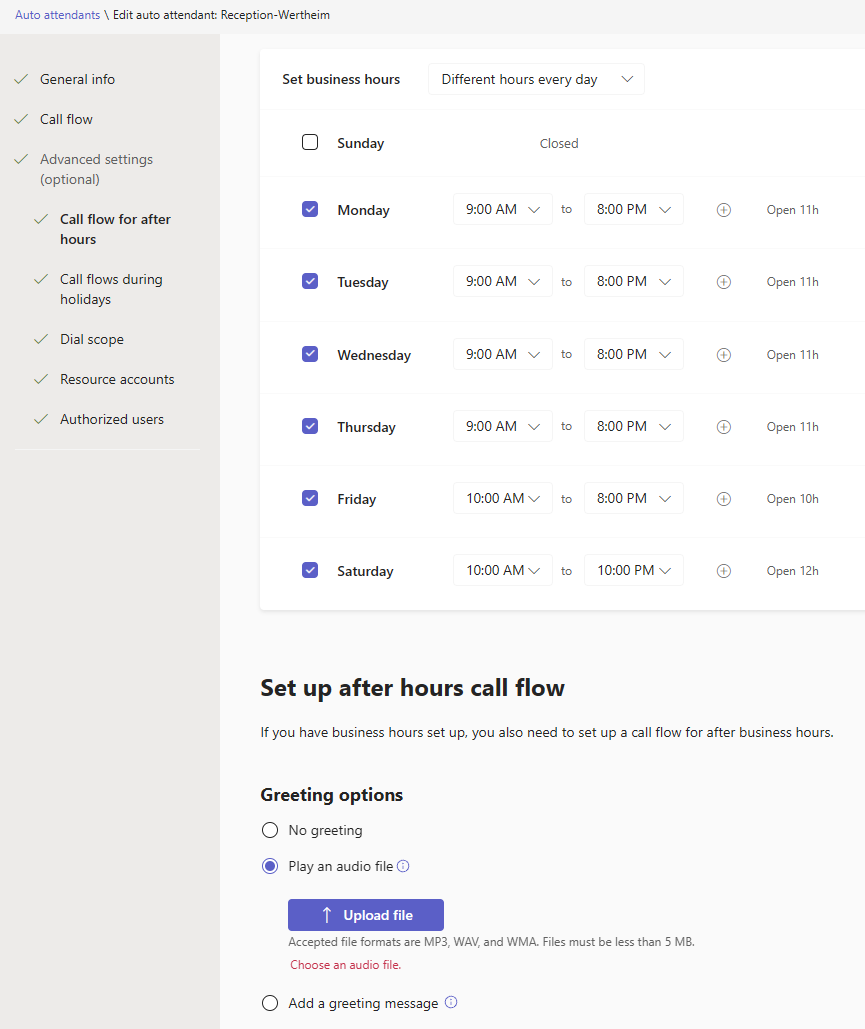 Auto attendants \ Edit auto attendant: Reception-Wertheim
General info
Call flow
Advanced settings
(optional)
Call flow for after
hours
Call flows during
holidays
Dial scope
Resource accounts
Authorized users
Set business hours Different hours every day
Sunday Closed
Monday 9:00 AM to 8:00 PM Open 11h
Tuesday 9:00 AM to 8:00 PM Open 11h
Wednesday 9:00 AM to 8:00 PM Open 11h
Thursday 9:00 AM to 8:00 PM Open 11h
Friday 10:00 AM to 8:00 PM Open 10h
Saturday 10:00 AM to 10:00 PM Open 12h
Set up after hours call flow
If you have business hours set up, you also need to set up a call flow for after business hours.
Greeting options
No greeting
Play an audio file
Upload file
Accepted file formats are MP3, WAV, and WMA. Files must be less than 5 MB.
Choose an audio file.
Add a greeting message